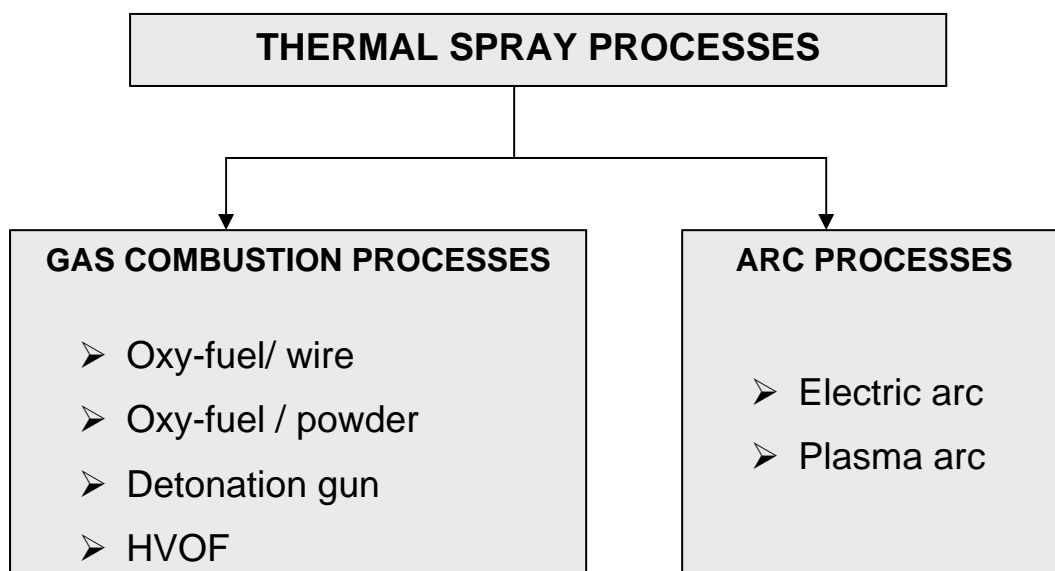 THERMAL SPRAY PROCESSES
GAS COMBUSTION PROCESSES
➢ Oxy-fuel/ wire
➢ Oxy-fuel / powder
➢ Detonation gun
➢ HVOF
ARC PROCESSES
➢ Electric arc
➢ Plasma arc